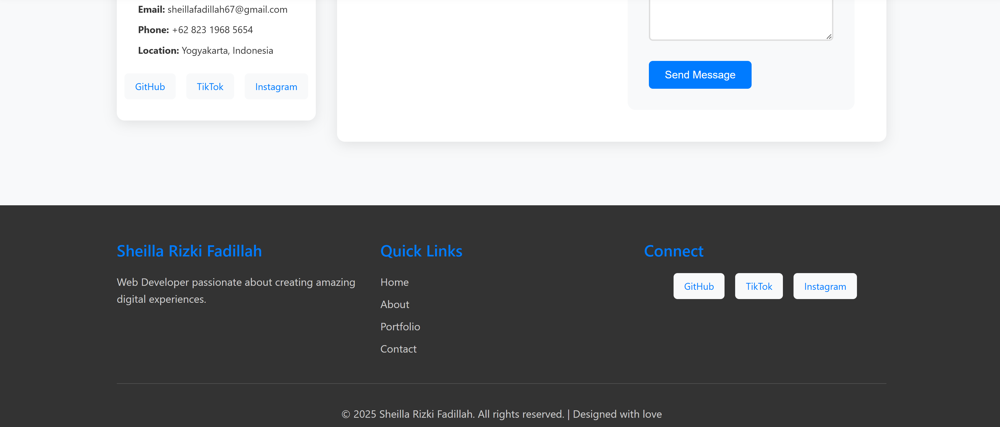 Email: sheillafadillah67@gmail.com
Phone: +62 823 1968 5654
Location: Yogyakarta, Indonesia
GitHub TikTok Instagram
Send Message
Sheilla Rizki Fadillah
Web Developer passionate about creating amazing
digital experiences.
Quick Links
Home
About
Portfolio
Contact
Connect
GitHub TikTok Instagram
© 2025 Sheilla Rizki Fadillah. All rights reserved. | Designed with love